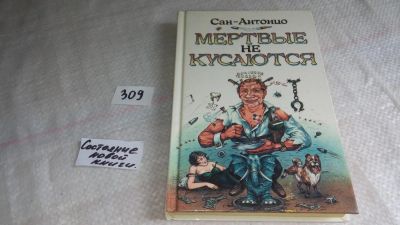 Сан-Антонио
МЕРТВЫЕ
НЕ
КУСАЮТСЯ
309
Состояние
новой
книги.